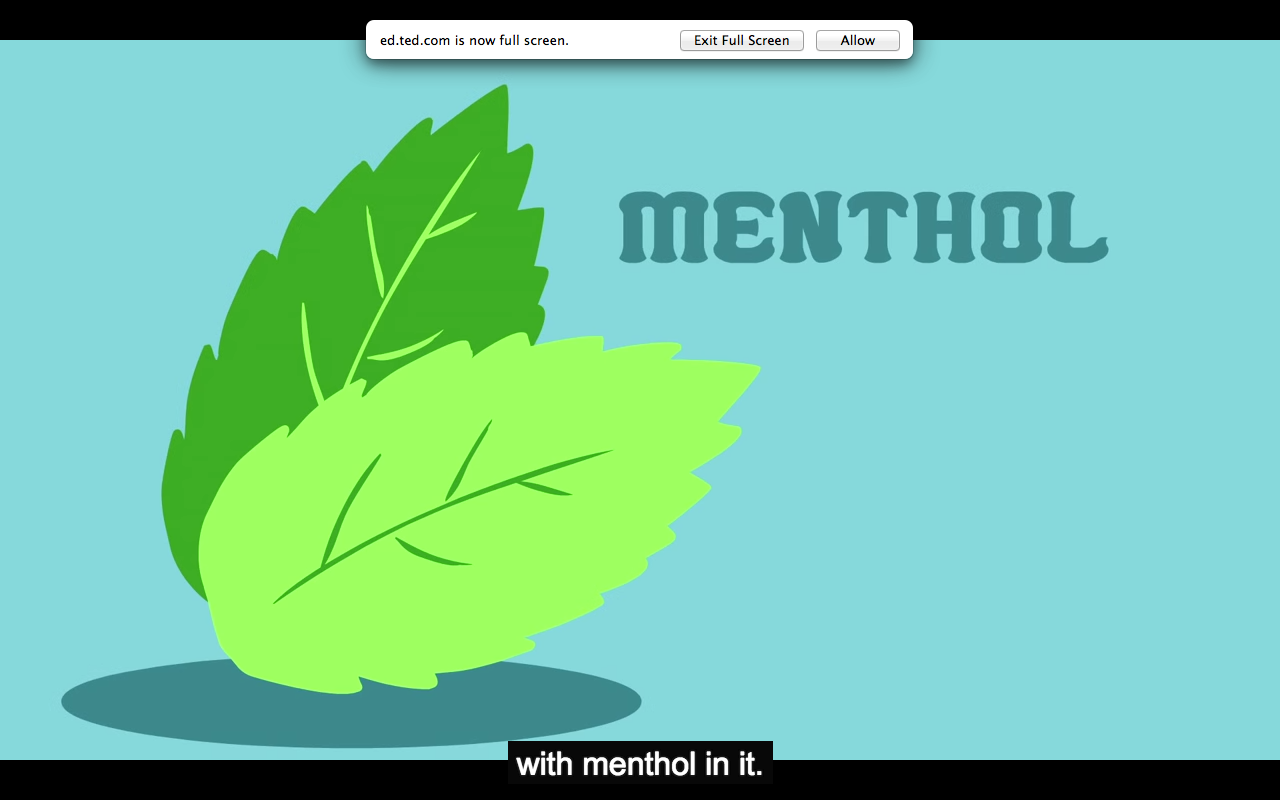 ed.ted.com is now full screen. Exit Full Screen Allow
MENTHOL
with menthol in it.